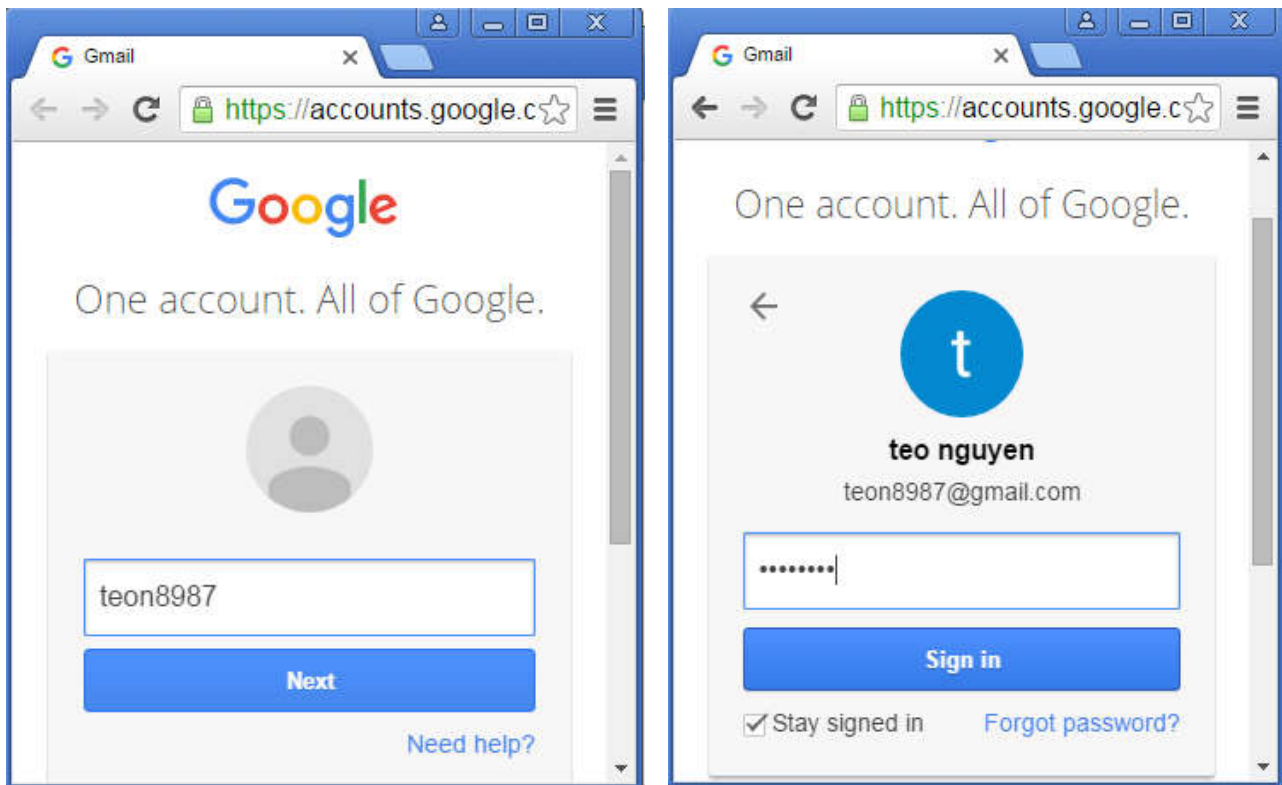 Gmail
https://accounts.google.c
Google
One account. All of Google.
teon8987
Next
Need help?
Gmail
https://accounts.google.c
One account. All of Google.
t
teo nguyen
teon8987@gmail.com
••••••••
Sign in
Stay signed in
Forgot password?